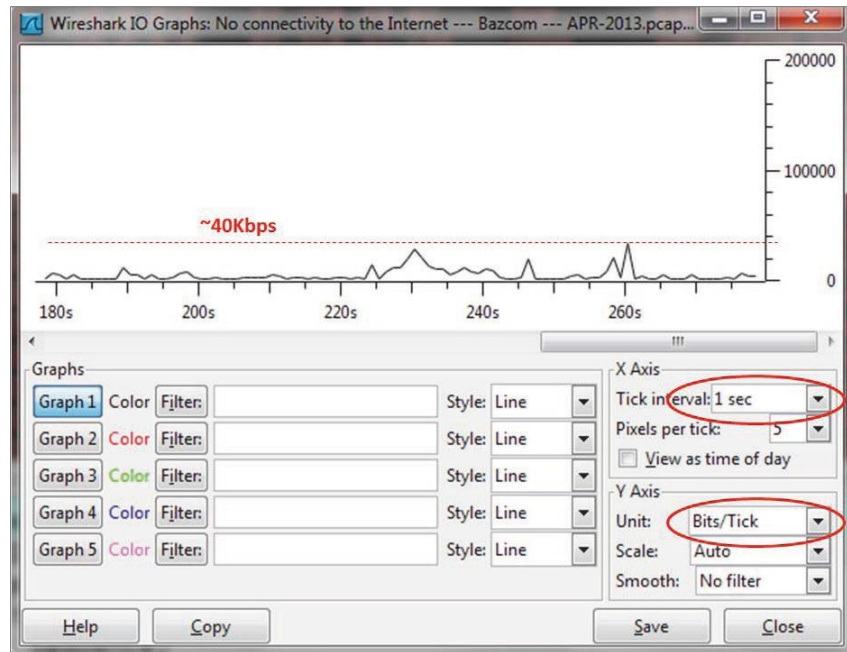 Wireshark IO Graphs: No connectivity to the Internet --- Bazcom --- APR-2013.pcap...
200000
100000
~40Kbps
0
180s 200s 220s 240s 260s
Graphs
Graph 1 Color Filter: Style: Line
Graph 2 Color Filter: Style: Line
Graph 3 Color Filter: Style: Line
Graph 4 Color Filter: Style: Line
Graph 5 Color Filter: Style: Line
X Axis
Tick interval: 1 sec
Pixels per tick: 5
View as time of day
Y Axis
Unit: Bits/Tick
Scale: Auto
Smooth: No filter
Help Copy Save Close